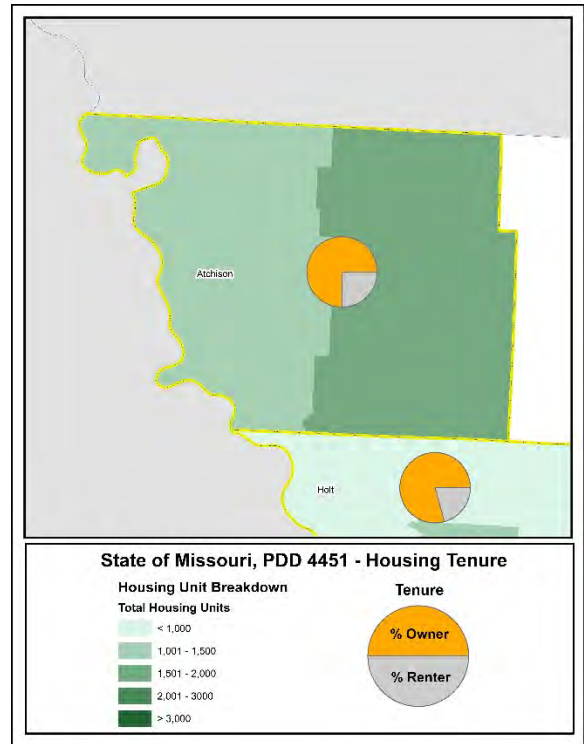 Atchison
Holt
State of Missouri, PDD 4451 - Housing Tenure
Housing Unit Breakdown
Total Housing Units
< 1,000
1,001 - 1,500
1,501 - 2,000
2,001 - 3000
> 3,000
Tenure
% Owner
% Renter